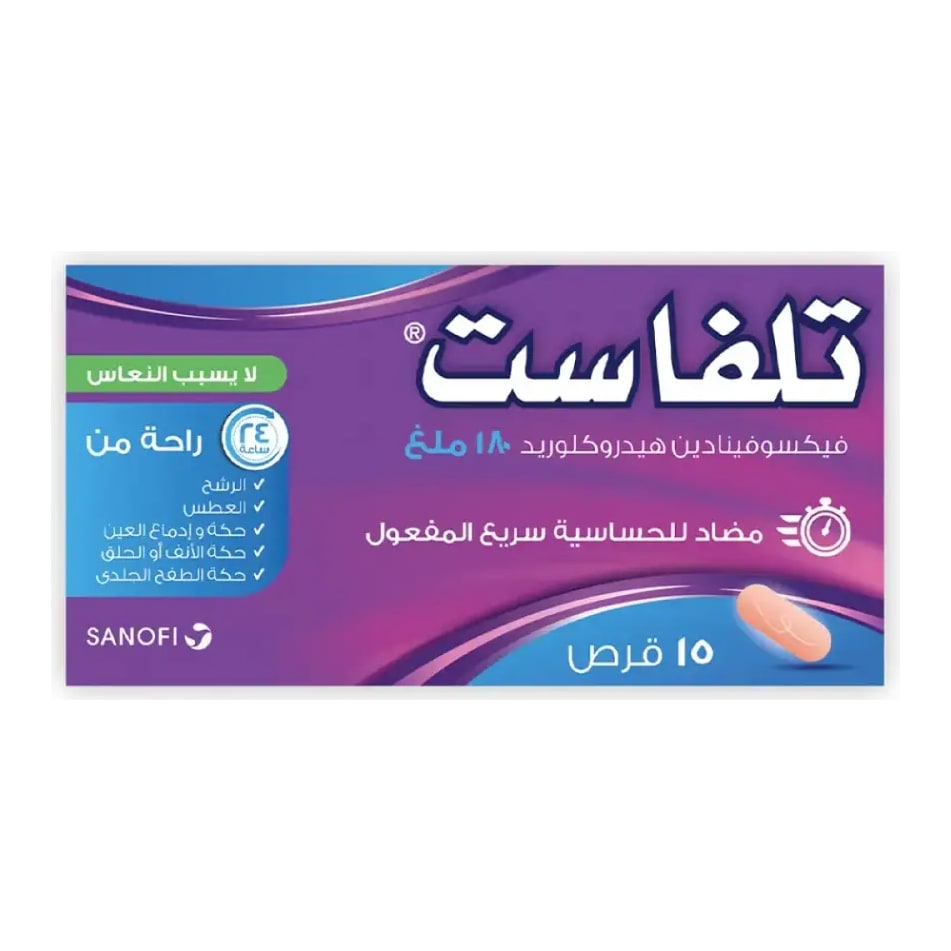 تلفاست®
فيكسوفينادين هيدروكلوريد ١٨٠ ملغ
مضاد للحساسية سريع المفعول
١٥ قرص
لا يسبب النعاس
٢٤ ساعة راحة من
✓ الرشح
✓ العطس
✓ حكة و إدماع العين
✓ حكة الأنف أو الحلق
✓ حكة الطفح الجلدي
SANOFI